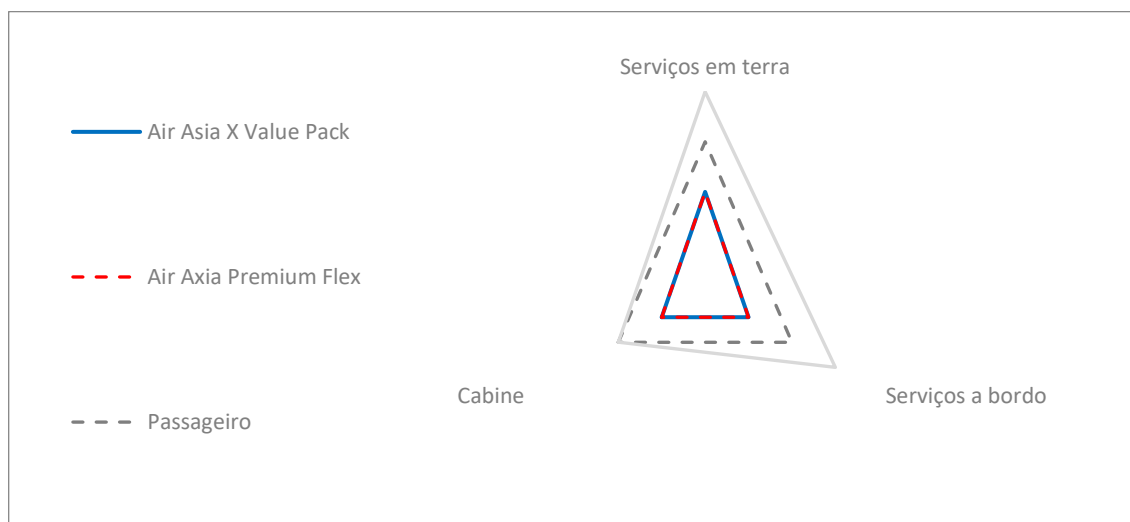 Serviços em terra
Air Asia X Value Pack
Air Axia Premium Flex
Cabine
Serviços a bordo
Passageiro